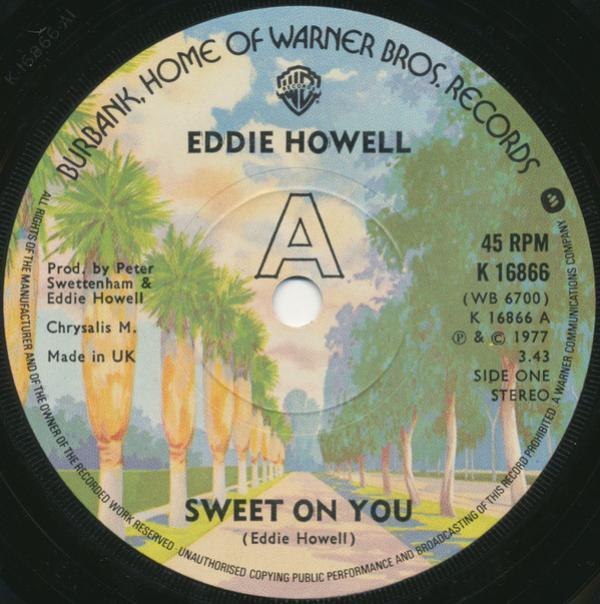 K-16866-A1
BURBANK, HOME OF WARNER BROS. RECORDS
WB
RECORDS
EDDIE HOWELL
A
Prod. by Peter
Swettenham &
Eddie Howell
Chrysalis M.
Made in UK
45 RPM
K 16866
(WB 6700)
K 16866 A
℗ & © 1977
3.43
SIDE ONE
STEREO
SWEET ON YOU
(Eddie Howell)
ALL RIGHTS OF THE MANUFACTURER AND OF THE OWNER OF THE RECORDED WORK RESERVED · UNAUTHORISED COPYING PUBLIC PERFORMANCE AND BROADCASTING OF THIS RECORD PROHIBITED A WARNER COMMUNICATIONS COMPANY